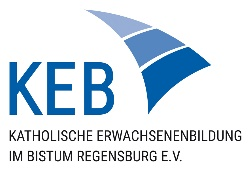 KEB
KATHOLISCHE ERWACHSENENBILDUNG
IM BISTUM REGENSBURG E.V.